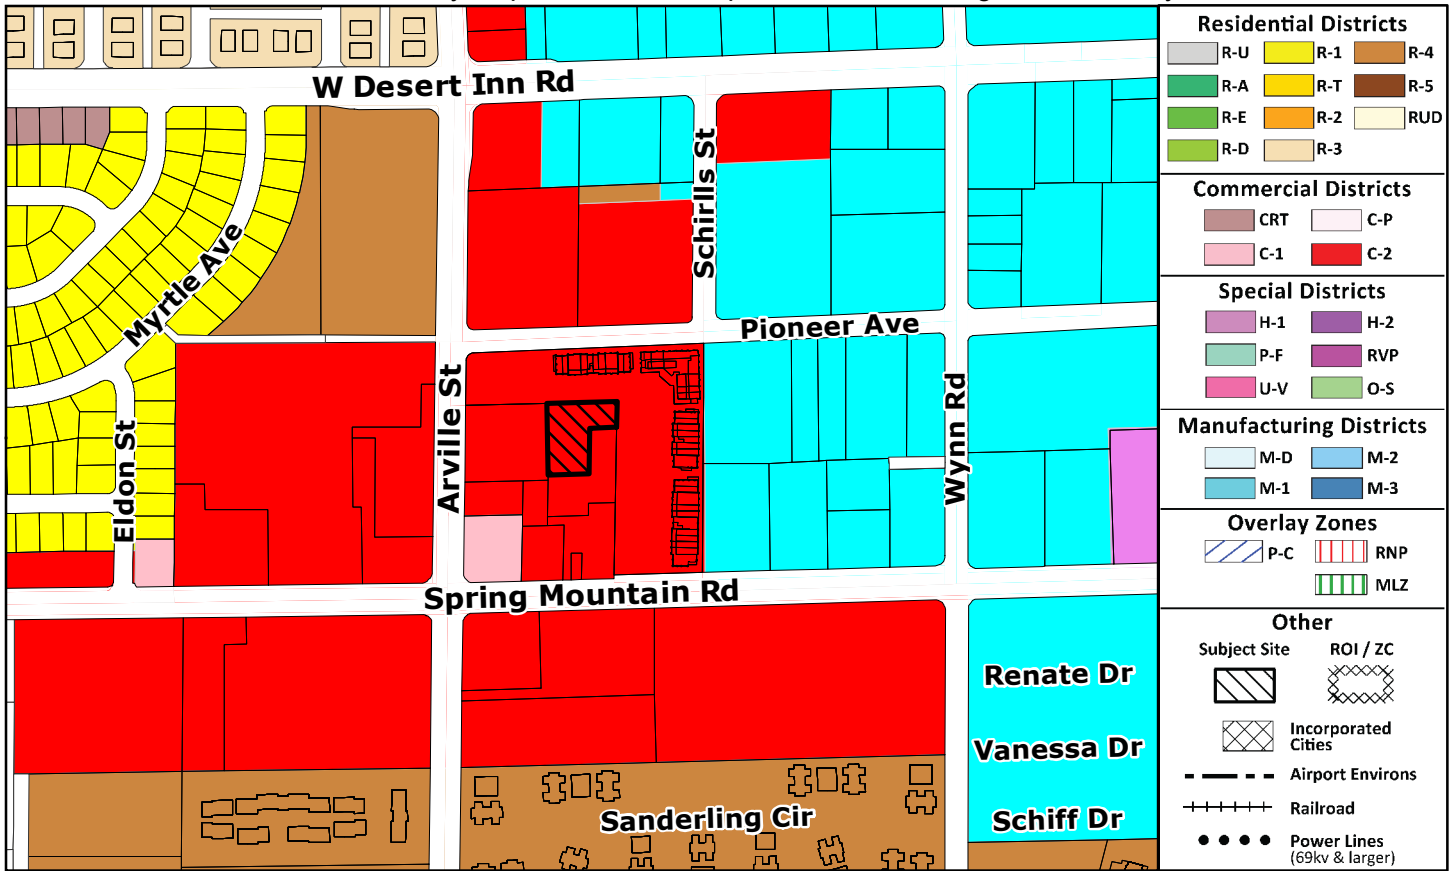 W Desert Inn Rd
Schirlls St
Myrtle Ave
Pioneer Ave
Arville St
Wynn Rd
Eldon St
Spring Mountain Rd
Renate Dr
Vanessa Dr
Sanderling Cir
Schiff Dr
Residential Districts
R-U R-1 R-4
R-A R-T R-5
R-E R-2 RUD
R-D R-3
Commercial Districts
CRT C-P
C-1 C-2
Special Districts
H-1 H-2
P-F RVP
U-V O-S
Manufacturing Districts
M-D M-2
M-1 M-3
Overlay Zones
P-C RNP
MLZ
Other
Subject Site ROI / ZC
Incorporated
Cities
Airport Environs
Railroad
Power Lines
(69kv & larger)